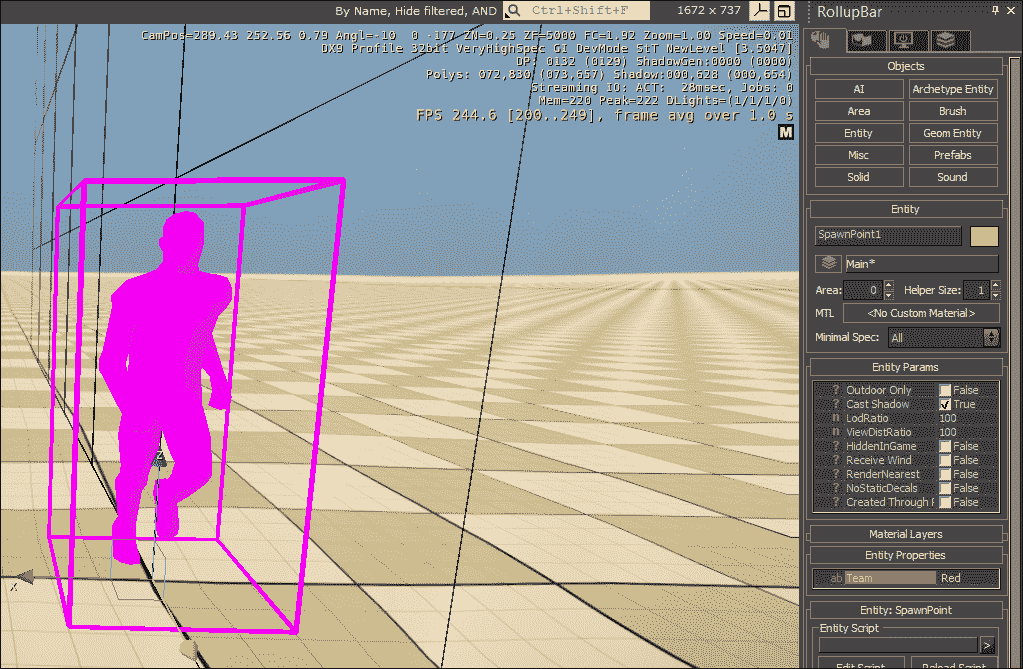 By Name, Hide filtered, AND Ctrl+Shift+F 1672 x 737
RollupBar
CamPos=289.43 252.56 0.79 Angl=-10 0 -177 ZN=0.25 ZF=5000 FC=1.92 Zoom=1.00 Speed=0.01
DX9 Profile 32bit VeryHighSpec GI DevMode StT NewLevel [3.5047]
DP: 0132 (0129) ShadowGen:0000 (0000)
Polys: 072,830 (073,657) Shadow:000,628 (000,654)
Streaming IO: ACT: 28msec, Jobs: 0
Mem=220 Peak=222 DLights=(1/1/1/0)
FPS 244.6 [200..249], frame avg over 1.0 s
M
Z
X
Objects
AI Archetype Entity
Area Brush
Entity Geom Entity
Misc Prefabs
Solid Sound
Entity
SpawnPoint1
Main*
Area: 0 Helper Size: 1
MTL <No Custom Material>
Minimal Spec: All
Entity Params
? Outdoor Only False
? Cast Shadow True
n LodRatio 100
n ViewDistRatio 100
? HiddenInGame False
? Receive Wind False
? RenderNearest False
? NoStaticDecals False
? Created Through False
Material Layers
Entity Properties
ab Team Red
Entity: SpawnPoint
Entity Script
>
Edit Script Reload Script